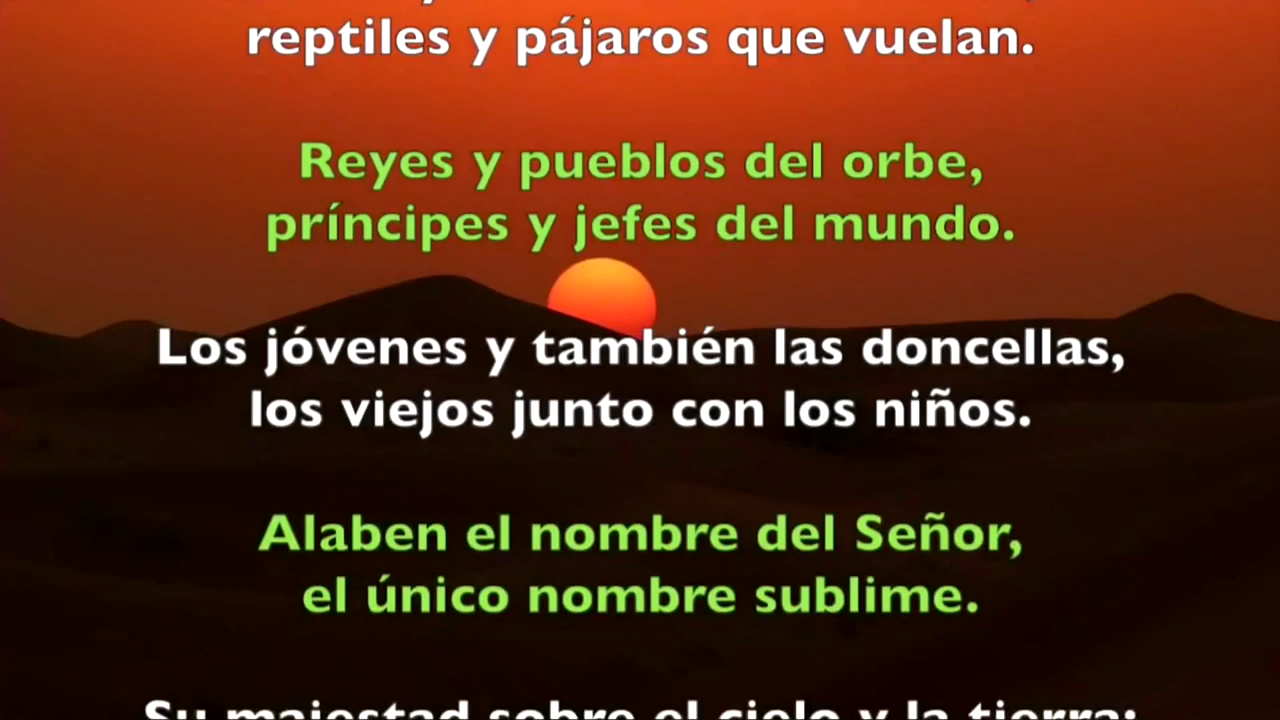 reptiles y pájaros que vuelan.
Reyes y pueblos del orbe,
príncipes y jefes del mundo.
Los jóvenes y también las doncellas,
los viejos junto con los niños.
Alaben el nombre del Señor,
el único nombre sublime.
Su majestad sobre el cielo y la tierra;